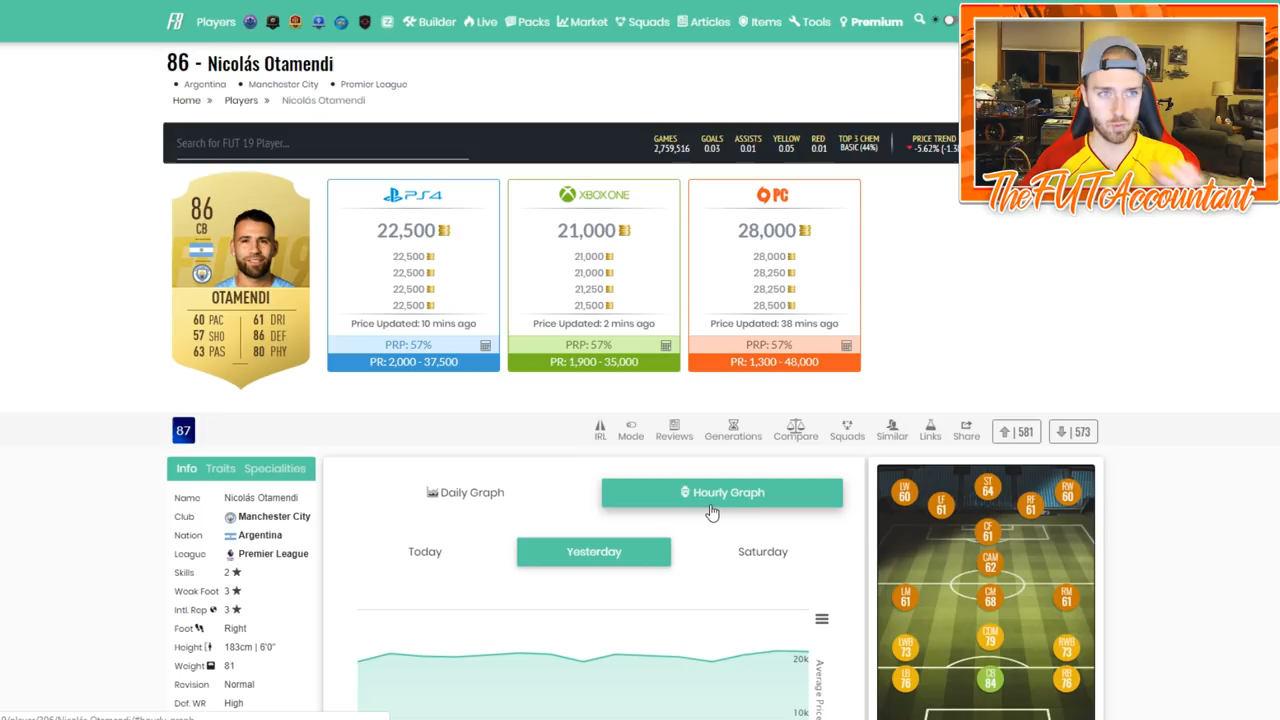 F8 Players Builder Live Packs Market Squads Articles Items Tools Premium
86 - Nicolás Otamendi
Argentina Manchester City Premier League
Home » Players » Nicolás Otamendi
Search for FUT 19 Player...
GAMES GOALS ASSISTS YELLOW RED TOP 3 CHEM PRICE TREND
2,759,516 0.03 0.01 0.05 0.01 BASIC (44%) -5.62%
TheFUTAccountant
86
CB
OTAMENDI
60 PAC 61 DRI
57 SHO 86 DEF
63 PAS 80 PHY
PS4
22,500
22,500
22,500
22,500
22,500
Price Updated: 10 mins ago
PRP: 57%
PR: 2,000 - 37,500
XBOX ONE
21,000
21,000
21,000
21,250
21,500
Price Updated: 2 mins ago
PRP: 57%
PR: 1,900 - 35,000
PC
28,000
28,000
28,250
28,250
28,500
Price Updated: 38 mins ago
PRP: 57%
PR: 1,300 - 48,000
87
IRL Mode Reviews Generations Compare Squads Similar Links Share 581 573
Info Traits Specialities
Name Nicolás Otamendi
Club Manchester City
Nation Argentina
League Premier League
Skills 2
Weak Foot 3
Intl. Rep 3
Foot Right
Height 183cm | 6'0"
Weight 81
Revision Normal
Def. WR High
Daily Graph Hourly Graph
Today Yesterday Saturday
20k
10k
Average Price
ST
64
LW
60
RW
60
LF
61
RF
61
CF
61
CAM
62
LM
61
CM
68
RM
61
CDM
79
LWB
73
RWB
73
LB
76
CB
84
RB
76